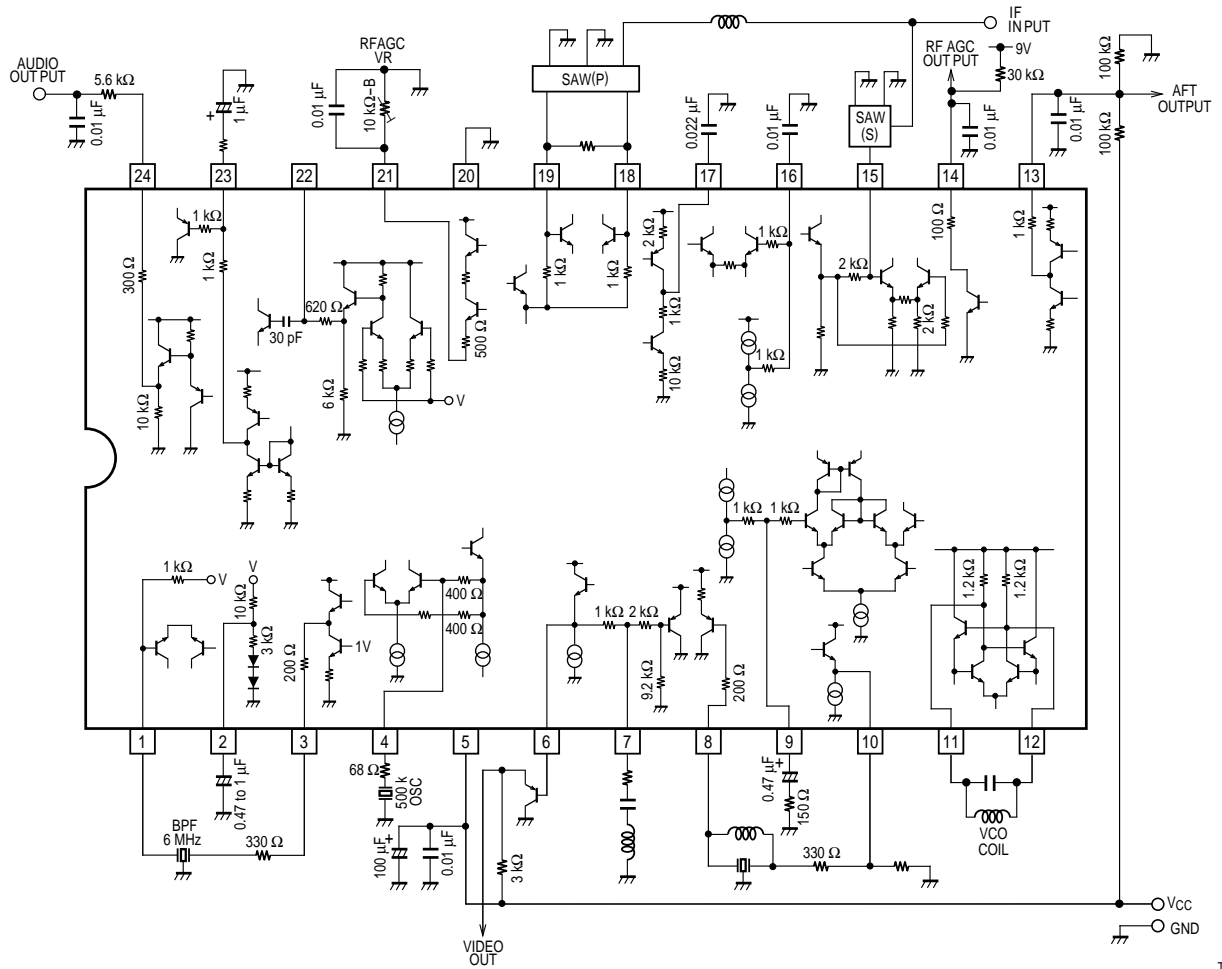 IF
INPUT
RFAGC
VR
RF AGC
OUTPUT
9V
30 kΩ
100 kΩ
AUDIO
OUTPUT
5.6 kΩ
SAW(P)
AFT
OUTPUT
0.01 µF
+
1 µF
0.01 µF
10 kΩ–B
0.022 µF
0.01 µF
SAW
(S)
0.01 µF
0.01 µF
100 kΩ
24
23
22
21
20
19
18
17
16
15
14
13
1 kΩ
300 Ω
1 kΩ
620 Ω
30 pF
500 Ω
1 kΩ
1 kΩ
2 kΩ
1 kΩ
1 kΩ
2 kΩ
2 kΩ
100 Ω
1 kΩ
10 kΩ
6 kΩ
V
10 kΩ
1 kΩ
1 kΩ
1 kΩ
1 kΩ
V
V
10 kΩ
3 kΩ
200 Ω
1V
400 Ω
400 Ω
1 kΩ
2 kΩ
9.2 kΩ
200 Ω
1.2 kΩ
1.2 kΩ
1
2
3
4
5
6
7
8
9
10
11
12
0.47 to 1 µF
68 Ω
500 k
OSC
0.47 µF
+
150 Ω
BPF
6 MHz
330 Ω
100 µF
+
0.01 µF
3 kΩ
330 Ω
VCO
COIL
VCC
GND
VIDEO
OUT